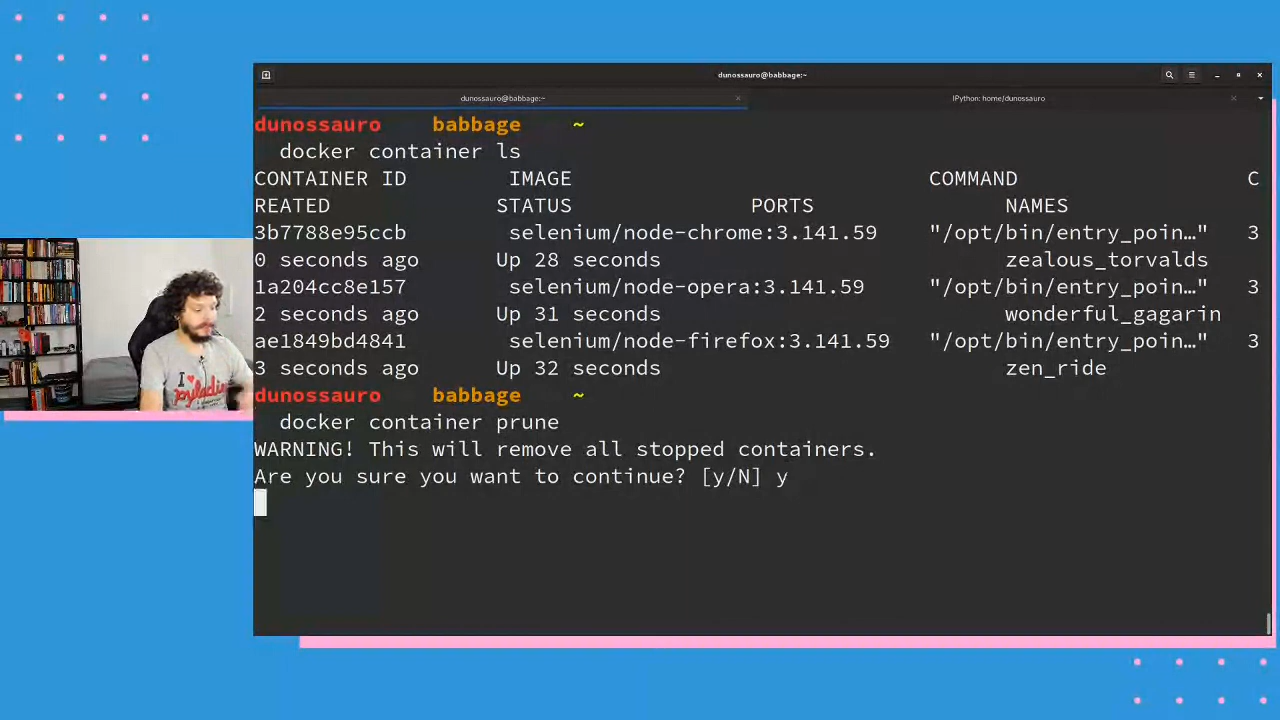 dunossauro@babbage:~
dunossauro@babbage:~
IPython: home/dunossauro
dunossauro babbage ~
docker container ls
CONTAINER ID IMAGE COMMAND C
REATED STATUS PORTS NAMES
3b7788e95ccb selenium/node-chrome:3.141.59 "/opt/bin/entry_poin…" 3
0 seconds ago Up 28 seconds zealous_torvalds
1a204cc8e157 selenium/node-opera:3.141.59 "/opt/bin/entry_poin…" 3
2 seconds ago Up 31 seconds wonderful_gagarin
ae1849bd4841 selenium/node-firefox:3.141.59 "/opt/bin/entry_poin…" 3
3 seconds ago Up 32 seconds zen_ride
dunossauro babbage ~
docker container prune
WARNING! This will remove all stopped containers.
Are you sure you want to continue? [y/N] y
I
pyladies